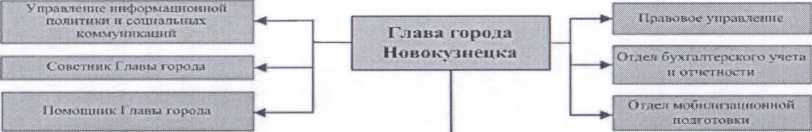 Управление информационной
политики и социальных
коммуникаций
Советник Главы города
Помощник Главы города
Глава города
Новокузнецка
Правовое управление
Отдел бухгалтерского учета
и отчетности
Отдел мобилизационной
подготовки